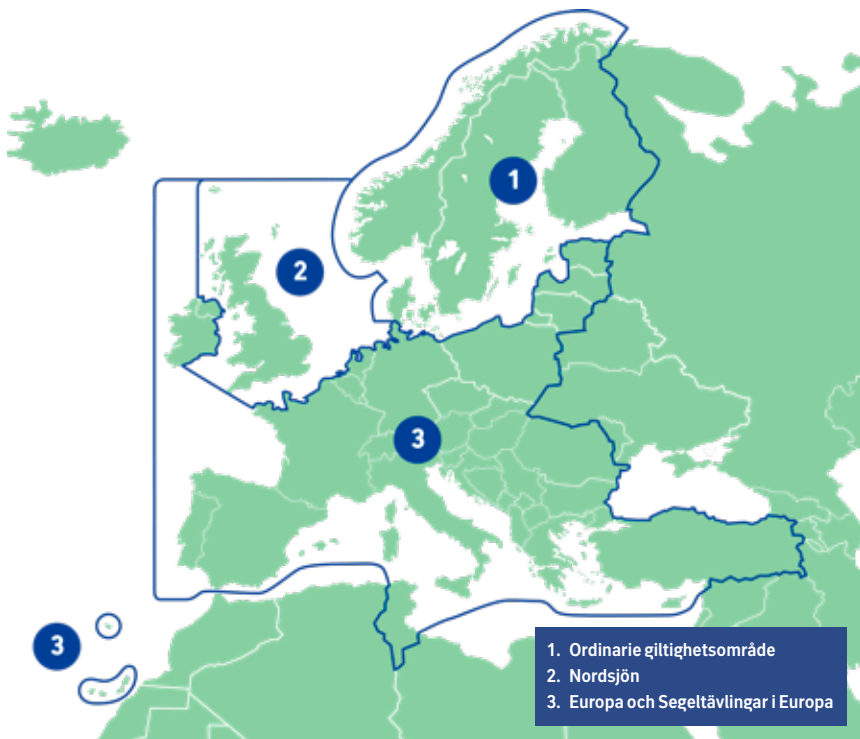 1
2
3
3
1. Ordinarie giltighetsområde
2. Nordsjön
3. Europa och Segeltävlingar i Europa